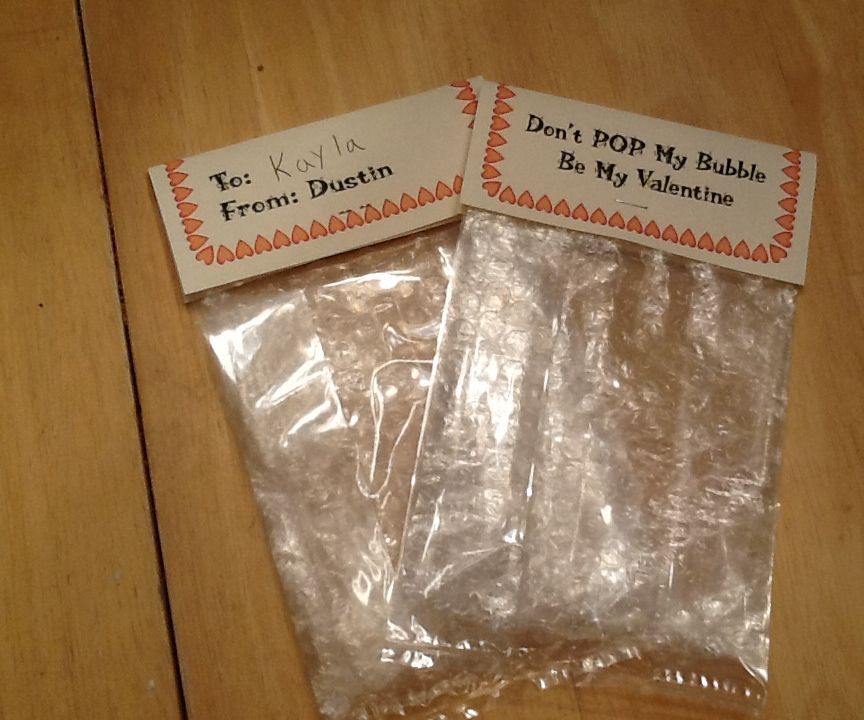 To: Kayla
From: Dustin
Don't POP My Bubble
Be My Valentine